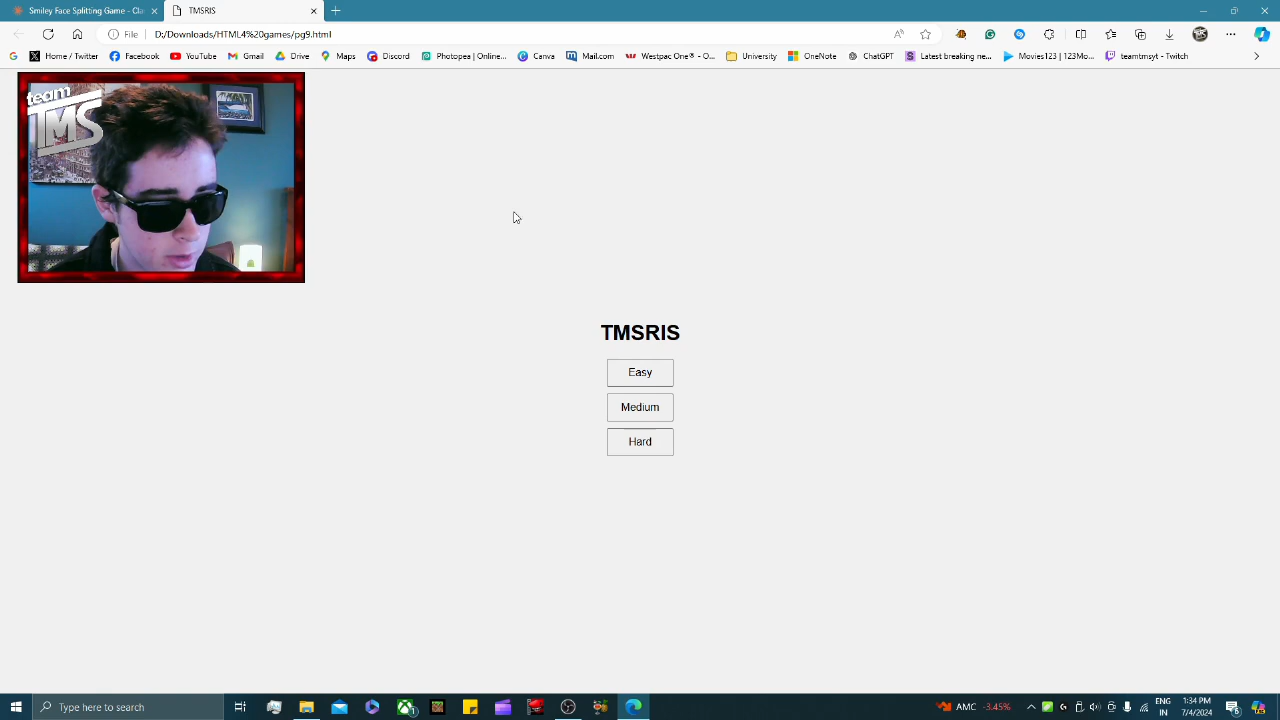 Smiley Face Splitting Game - Cla
TMSRIS
File D:/Downloads/HTML4%20games/pg9.html
Home / Twitter Facebook YouTube Gmail Drive Maps Discord Photopea | Online... Canva Mail.com Westpac One® - O... University OneNote ChatGPT Latest breaking ne... Movies123 | 123Mo... teamtmsyt - Twitch
team
TMS
TMSRIS
Easy
Medium
Hard
Type here to search
AMC -3.45%
ENG
IN
1:34 PM
7/4/2024